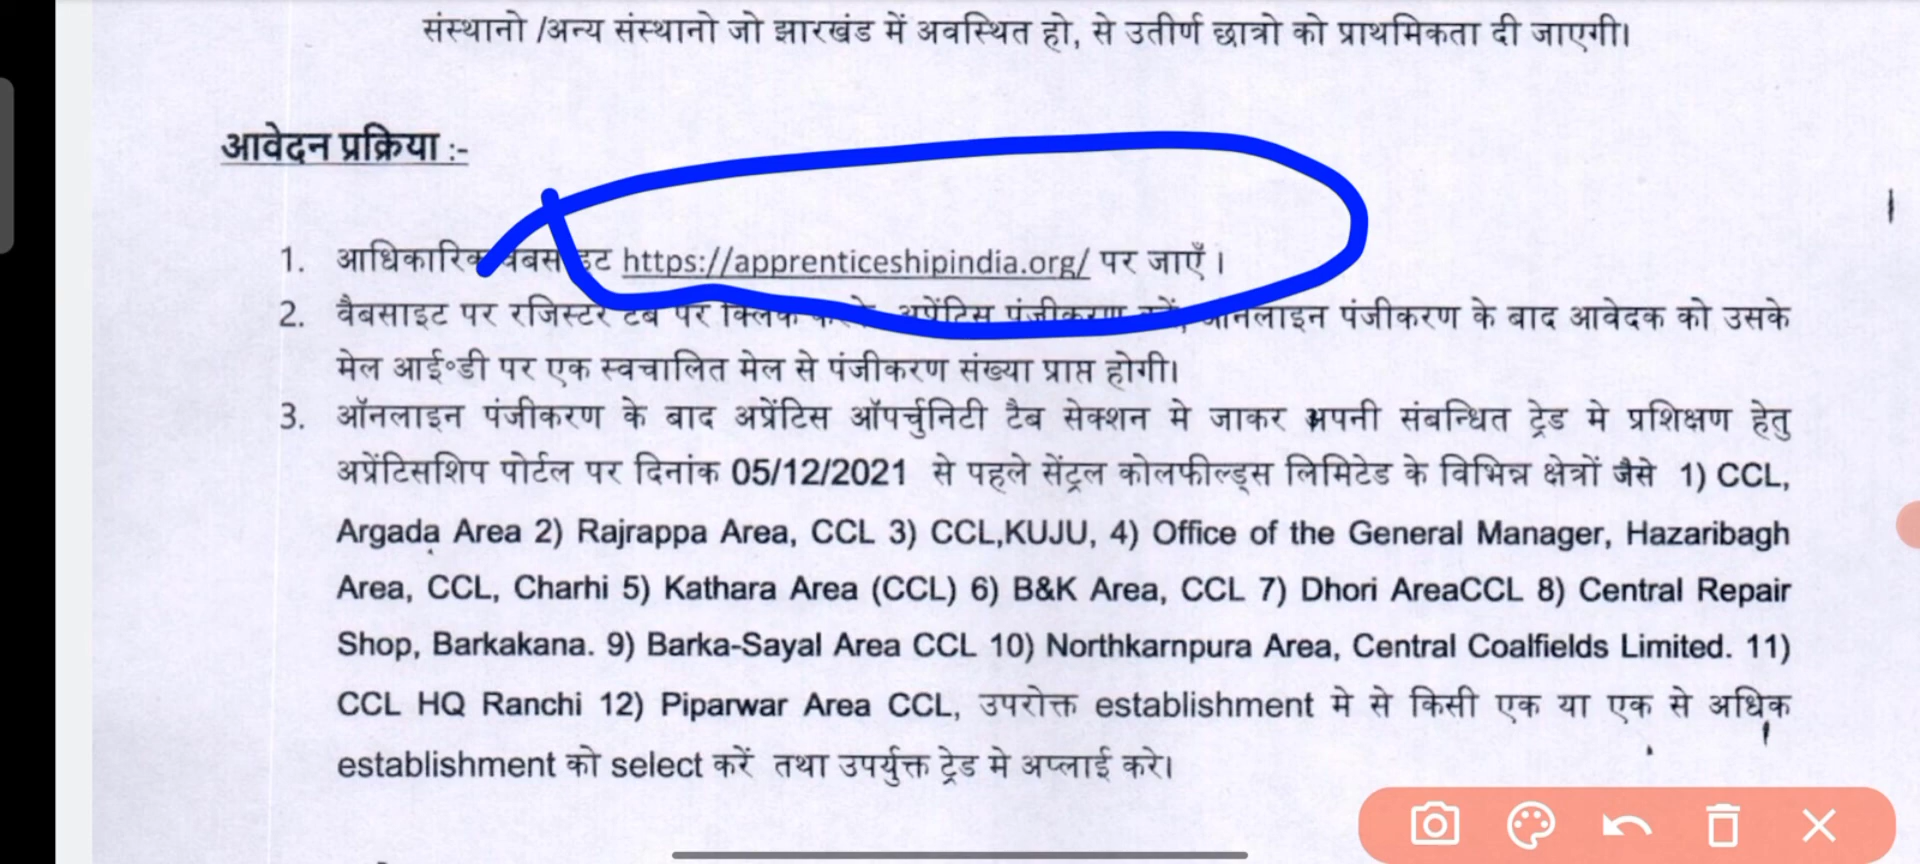 संस्थानो /अन्य संस्थानो जो झारखंड में अवस्थित हो, से उतीर्ण छात्रो को प्राथमिकता दी जाएगी।
आवेदन प्रक्रिया :-
1. आधिकारिक वैबसाइट https://apprenticeshipindia.org/ पर जाएँ।
2. वैबसाइट पर रजिस्टर टैब पर क्लिक करके अप्रेंटिस पंजीकरण करें, ऑनलाइन पंजीकरण के बाद आवेदक को उसके
मेल आई॰डी पर एक स्वचालित मेल से पंजीकरण संख्या प्राप्त होगी।
3. ऑनलाइन पंजीकरण के बाद अप्रेंटिस ऑपर्चुनिटी टैब सेक्शन मे जाकर अपनी संबन्धित ट्रेड मे प्रशिक्षण हेतु
अप्रेंटिसशिप पोर्टल पर दिनांक 05/12/2021 से पहले सेंट्रल कोलफील्ड्स लिमिटेड के विभिन्न क्षेत्रों जैसे 1) CCL,
Argada Area 2) Rajrappa Area, CCL 3) CCL,KUJU, 4) Office of the General Manager, Hazaribagh
Area, CCL, Charhi 5) Kathara Area (CCL) 6) B&K Area, CCL 7) Dhori AreaCCL 8) Central Repair
Shop, Barkakana. 9) Barka-Sayal Area CCL 10) Northkarnpura Area, Central Coalfields Limited. 11)
CCL HQ Ranchi 12) Piparwar Area CCL, उपरोक्त establishment मे से किसी एक या एक से अधिक
establishment को select करें तथा उपर्युक्त ट्रेड मे अप्लाई करे।